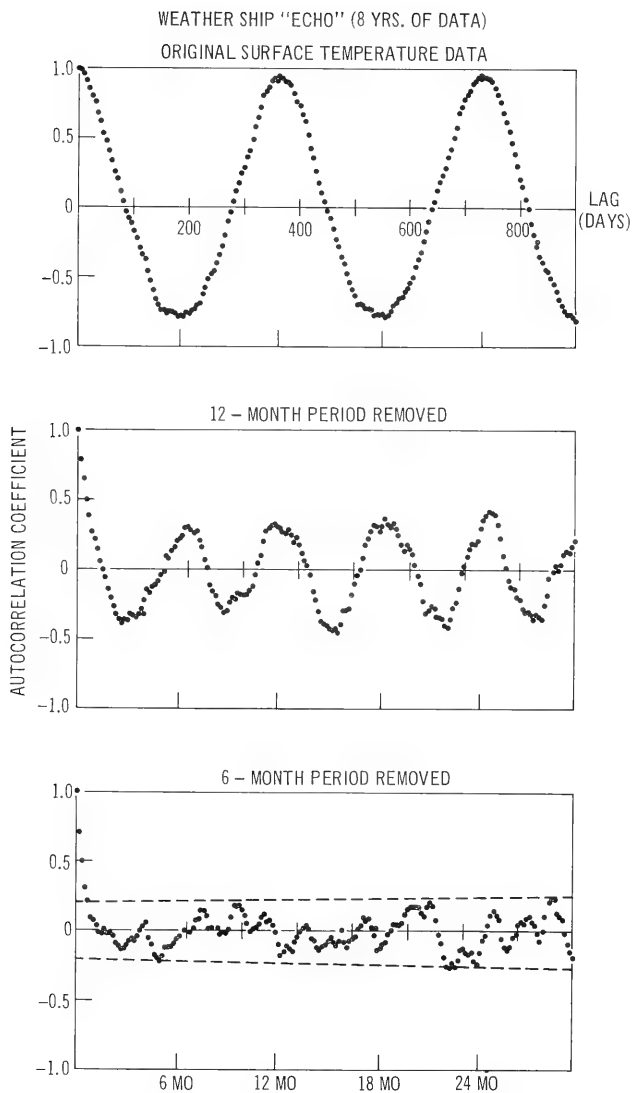 WEATHER SHIP "ECHO" (8 YRS. OF DATA)
ORIGINAL SURFACE TEMPERATURE DATA
1.0
0.5
0
-0.5
-1.0
200
400
600
800
LAG
(DAYS)
12 – MONTH PERIOD REMOVED
AUTOCORRELATION COEFFICIENT
1.0
0.5
0
-0.5
-1.0
6 – MONTH PERIOD REMOVED
1.0
0.5
0
-0.5
-1.0
6 MO
12 MO
18 MO
24 MO